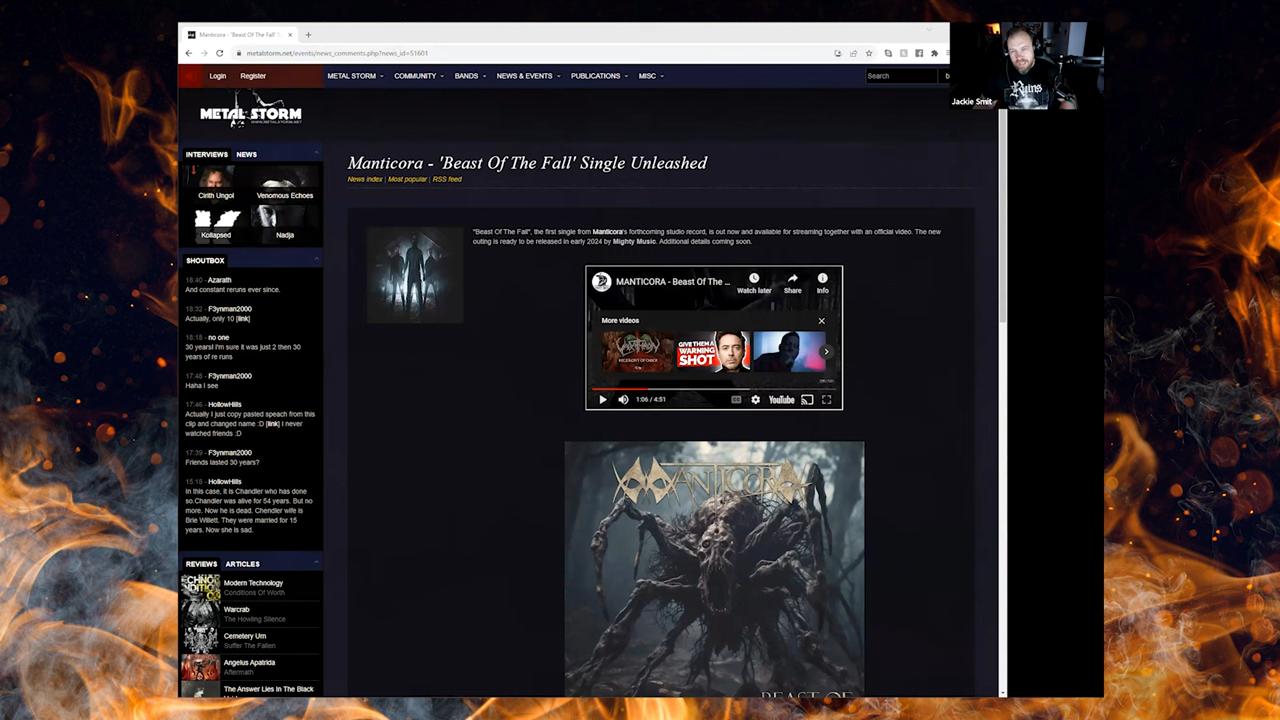 Manticora - 'Beast Of The Fall' S
metalstorm.net/events/news_comments.php?news_id=51601
Login Register METAL STORM COMMUNITY BANDS NEWS & EVENTS PUBLICATIONS MISC Search b
Ruins
Jackie Smit
METAL STORM
Manticora - 'Beast Of The Fall' Single Unleashed
News index | Most popular | RSS feed
INTERVIEWS NEWS
Cirith Ungol Venomous Echoes
Kollapsed Nadja
SHOUTBOX
18:40 - Azarath
And constant reruns ever since.
18:32 - F3ynman2000
Actually, only 10 [link]
18:18 - no one
30 yearsI I'm sure it was just 2 then 30
years of re runs
17:48 - F3ynman2000
Haha I see
17:46 - HollowHills
Actually I just copy pasted speach from this
clip and changed name :D [link] I never
watched friends :D
17:39 - F3ynman2000
Friends lasted 30 years?
15:18 - HollowHills
In this case, it is Chandler who has done
so.Chandler was alive for 54 years. But no
more. Now he is dead. Chendler wife is
Brie Willett. They were married for 15
years. Now she is sad.
REVIEWS ARTICLES
Modern Technology
Conditions Of Worth
Warcrab
The Howling Silence
Cemetery Urn
Suffer The Fallen
Angelus Apatrida
Aftermath
The Answer Lies In The Black
"Beast Of The Fall", the first single from Manticora's forthcoming studio record, is out now and available for streaming together with an official video. The new
outing is ready to be released in early 2024 by Mighty Music. Additional details coming soon.
MANTICORA - Beast Of The ...
Watch later Share Info
More videos
GIVE THEM A
WARNING
SHOT
1:06 / 4:51 YouTube
MANTICORA
BEAST OF